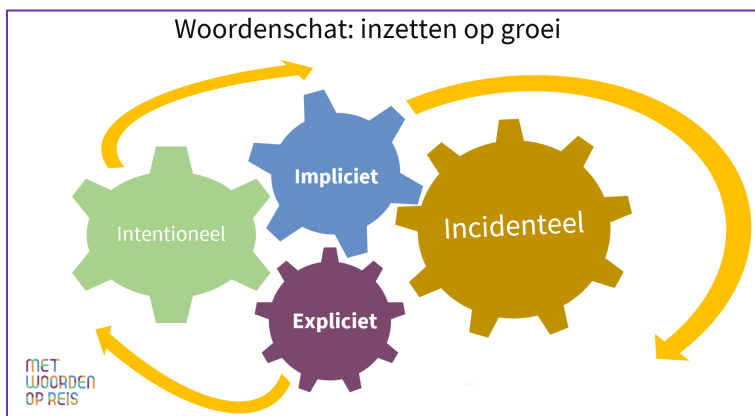 Woordenschat: inzetten op groei
Impliciet
Intentioneel
Incidenteel
Expliciet
MET
WOORDEN
OP REIS